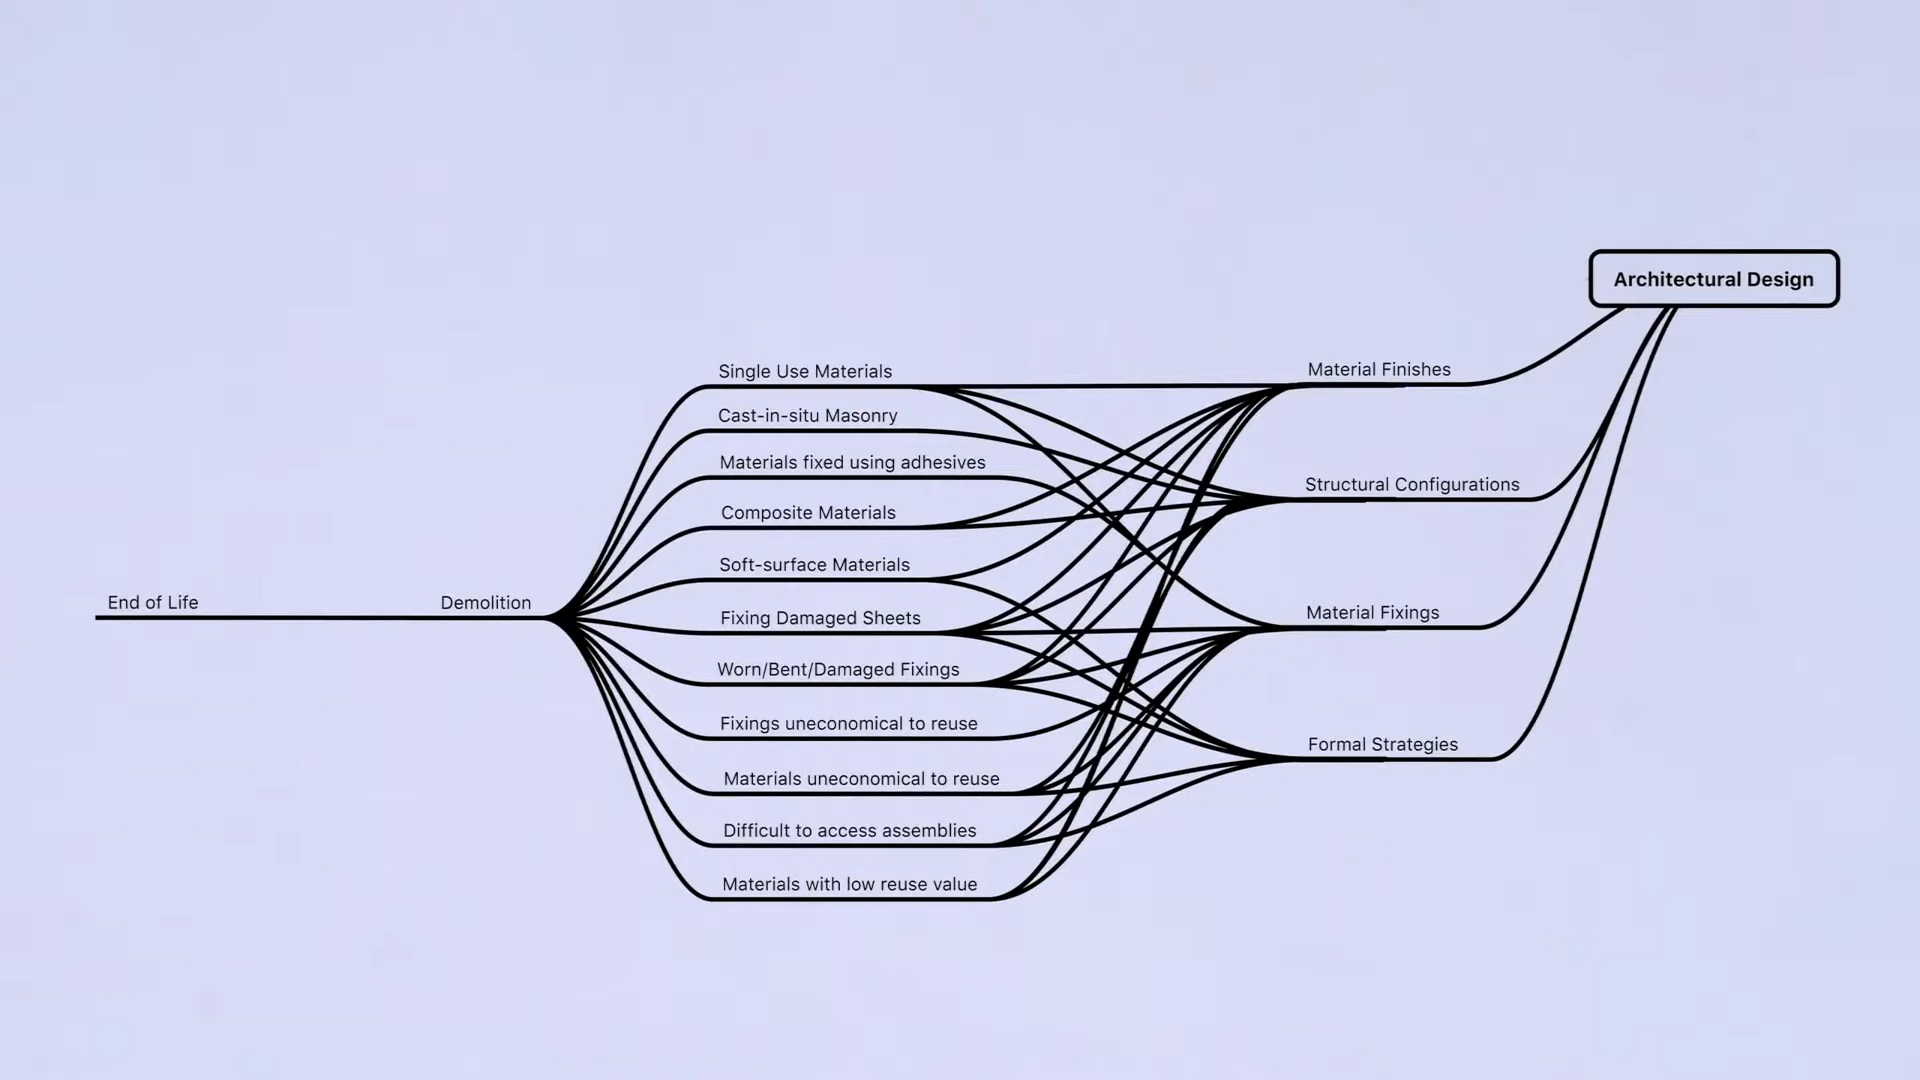 Architectural Design
Single Use Materials
Material Finishes
Cast-in-situ Masonry
Materials fixed using adhesives
Structural Configurations
Composite Materials
Soft-surface Materials
End of Life
Demolition
Fixing Damaged Sheets
Material Fixings
Worn/Bent/Damaged Fixings
Fixings uneconomical to reuse
Formal Strategies
Materials uneconomical to reuse
Difficult to access assemblies
Materials with low reuse value